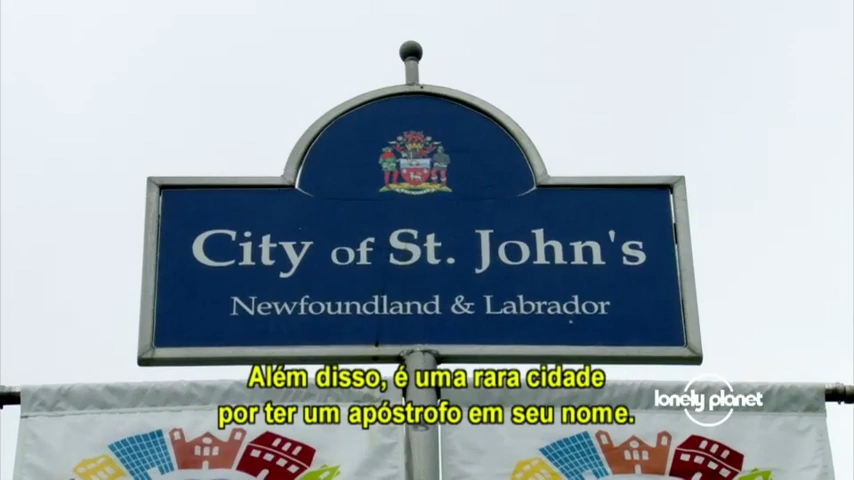 City of St. John's
Newfoundland & Labrador
Além disso, é uma rara cidade
por ter um apóstrofo em seu nome.
lonely planet